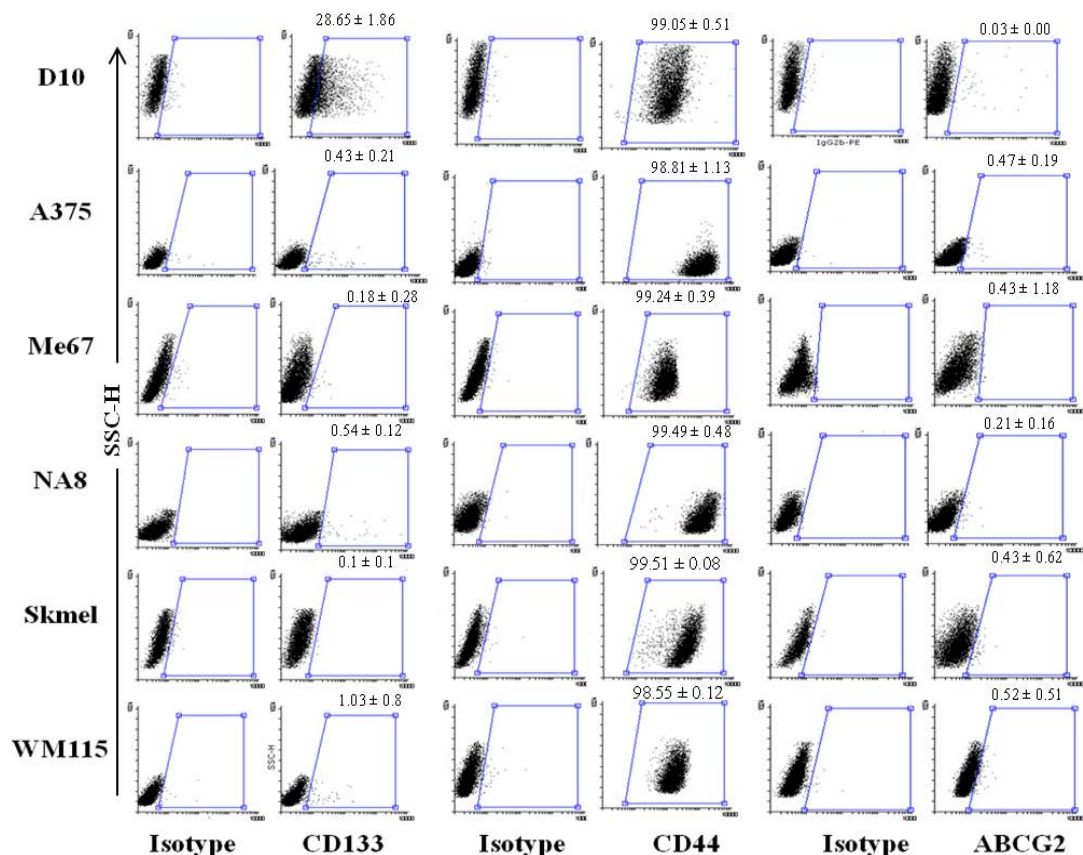 28.65 ± 1.86 99.05 ± 0.51 0.03 ± 0.00
D10
IgG2b-PE
0.43 ± 0.21 98.81 ± 1.13 0.47 ± 0.19
A375
0.18 ± 0.28 99.24 ± 0.39 0.43 ± 1.18
Me67
SSC-H
0.54 ± 0.12 99.49 ± 0.48 0.21 ± 0.16
NA8
0.1 ± 0.1 99.51 ± 0.08 0.43 ± 0.62
Skmel
1.03 ± 0.8 98.55 ± 0.12 0.52 ± 0.51
WM115
SSC-H
Isotype CD133 Isotype CD44 Isotype ABCG2